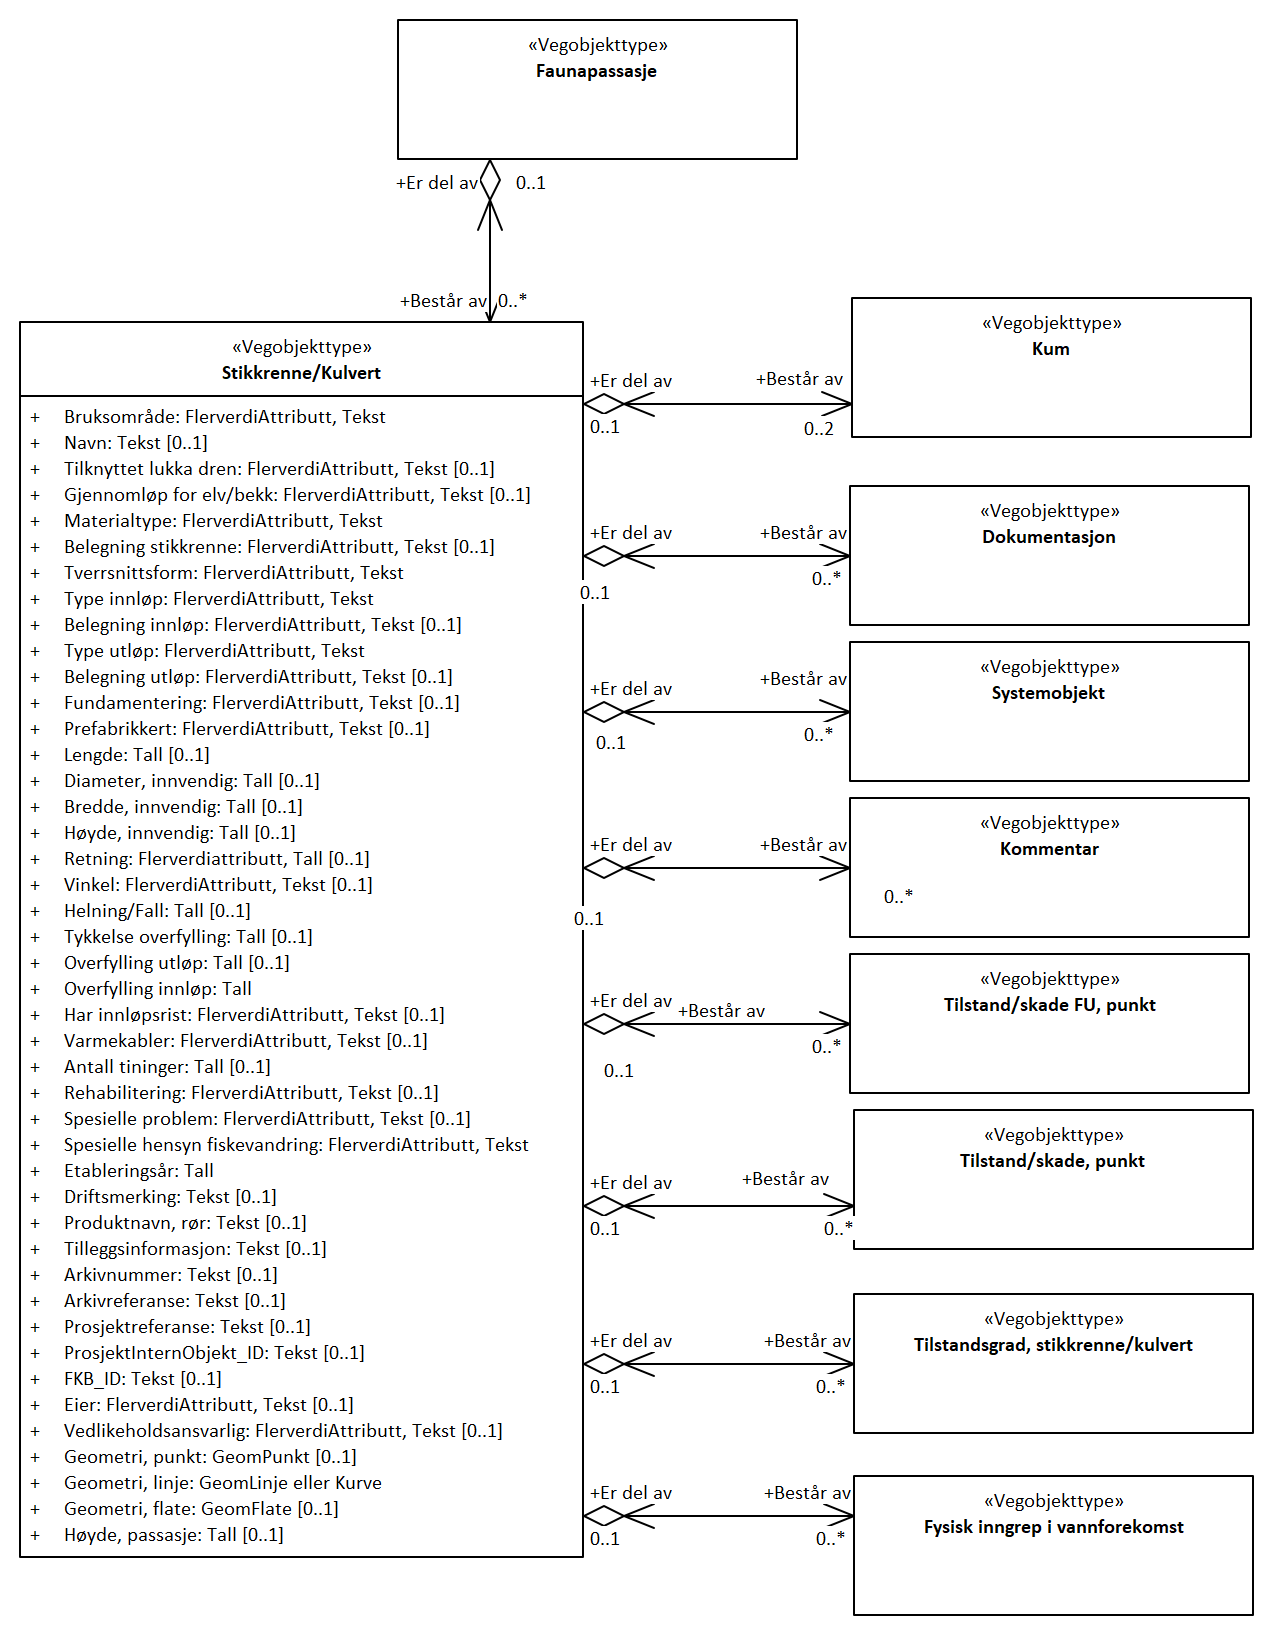 «Vegobjekttype»
Faunapassasje
+Er del av
0..1
+Består av
0..*
«Vegobjekttype»
Stikkrenne/Kulvert
+ Bruksområde: FlerverdiAttributt, Tekst
+ Navn: Tekst [0..1]
+ Tilknyttet lukka dren: FlerverdiAttributt, Tekst [0..1]
+ Gjennomløp for elv/bekk: FlerverdiAttributt, Tekst [0..1]
+ Materialtype: FlerverdiAttributt, Tekst
+ Belegning stikkrenne: FlerverdiAttributt, Tekst [0..1]
+ Tverrsnittsform: FlerverdiAttributt, Tekst
+ Type innløp: FlerverdiAttributt, Tekst
+ Belegning innløp: FlerverdiAttributt, Tekst [0..1]
+ Type utløp: FlerverdiAttributt, Tekst
+ Belegning utløp: FlerverdiAttributt, Tekst [0..1]
+ Fundamentering: FlerverdiAttributt, Tekst [0..1]
+ Prefabrikkert: FlerverdiAttributt, Tekst [0..1]
+ Lengde: Tall [0..1]
+ Diameter, innvendig: Tall [0..1]
+ Bredde, innvendig: Tall [0..1]
+ Høyde, innvendig: Tall [0..1]
+ Retning: Flerverdiattributt, Tall [0..1]
+ Vinkel: FlerverdiAttributt, Tekst [0..1]
+ Helning/Fall: Tall [0..1]
+ Tykkelse overfylling: Tall [0..1]
+ Overfylling utløp: Tall [0..1]
+ Overfylling innløp: Tall
+ Har innløpsrist: FlerverdiAttributt, Tekst [0..1]
+ Varmekabler: FlerverdiAttributt, Tekst [0..1]
+ Antall tininger: Tall [0..1]
+ Rehabilitering: FlerverdiAttributt, Tekst [0..1]
+ Spesielle problem: FlerverdiAttributt, Tekst [0..1]
+ Spesielle hensyn fiskevandring: FlerverdiAttributt, Tekst
+ Etableringsår: Tall
+ Driftsmerking: Tekst [0..1]
+ Produktnavn, rør: Tekst [0..1]
+ Tilleggsinformasjon: Tekst [0..1]
+ Arkivnummer: Tekst [0..1]
+ Arkivreferanse: Tekst [0..1]
+ Prosjektreferanse: Tekst [0..1]
+ ProsjektInternObjekt_ID: Tekst [0..1]
+ FKB_ID: Tekst [0..1]
+ Eier: FlerverdiAttributt, Tekst [0..1]
+ Vedlikeholdsansvarlig: FlerverdiAttributt, Tekst [0..1]
+ Geometri, punkt: GeomPunkt [0..1]
+ Geometri, linje: GeomLinje eller Kurve
+ Geometri, flate: GeomFlate [0..1]
+ Høyde, passasje: Tall [0..1]
+Er del av
+Består av
0..1
0..2
«Vegobjekttype»
Kum
+Er del av
+Består av
0..1
0..*
«Vegobjekttype»
Dokumentasjon
+Er del av
+Består av
0..1
0..*
«Vegobjekttype»
Systemobjekt
+Er del av
+Består av
0..1
«Vegobjekttype»
Kommentar
0..*
+Er del av
+Består av
0..1
0..*
«Vegobjekttype»
Tilstand/skade FU, punkt
+Er del av
+Består av
0..1
0..*
«Vegobjekttype»
Tilstand/skade, punkt
+Er del av
+Består av
0..1
0..*
«Vegobjekttype»
Tilstandsgrad, stikkrenne/kulvert
+Er del av
+Består av
0..1
0..*
«Vegobjekttype»
Fysisk inngrep i vannforekomst